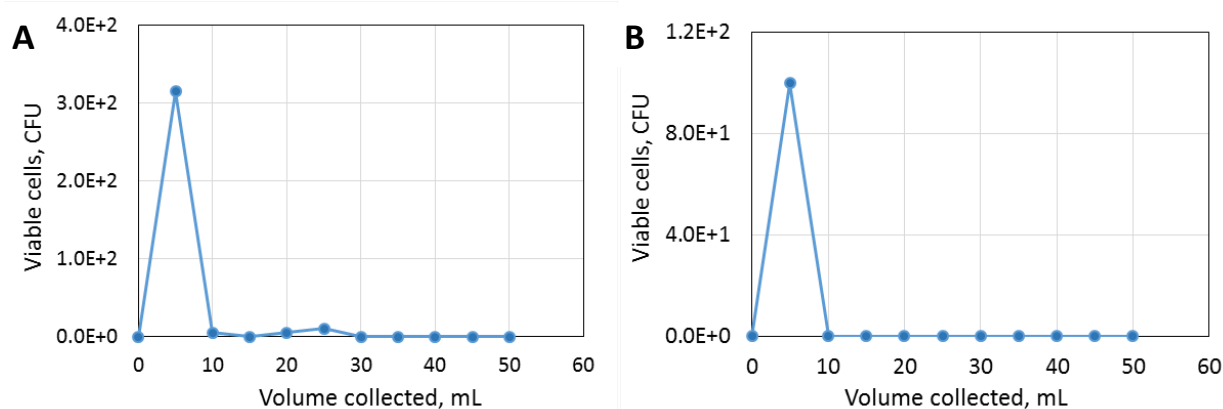 A
Viable cells, CFU
4.0E+2
3.0E+2
2.0E+2
1.0E+2
0.0E+0
0 10 20 30 40 50 60
Volume collected, mL
B
Viable cells, CFU
1.2E+2
8.0E+1
4.0E+1
0.0E+0
0 10 20 30 40 50 60
Volume collected, mL